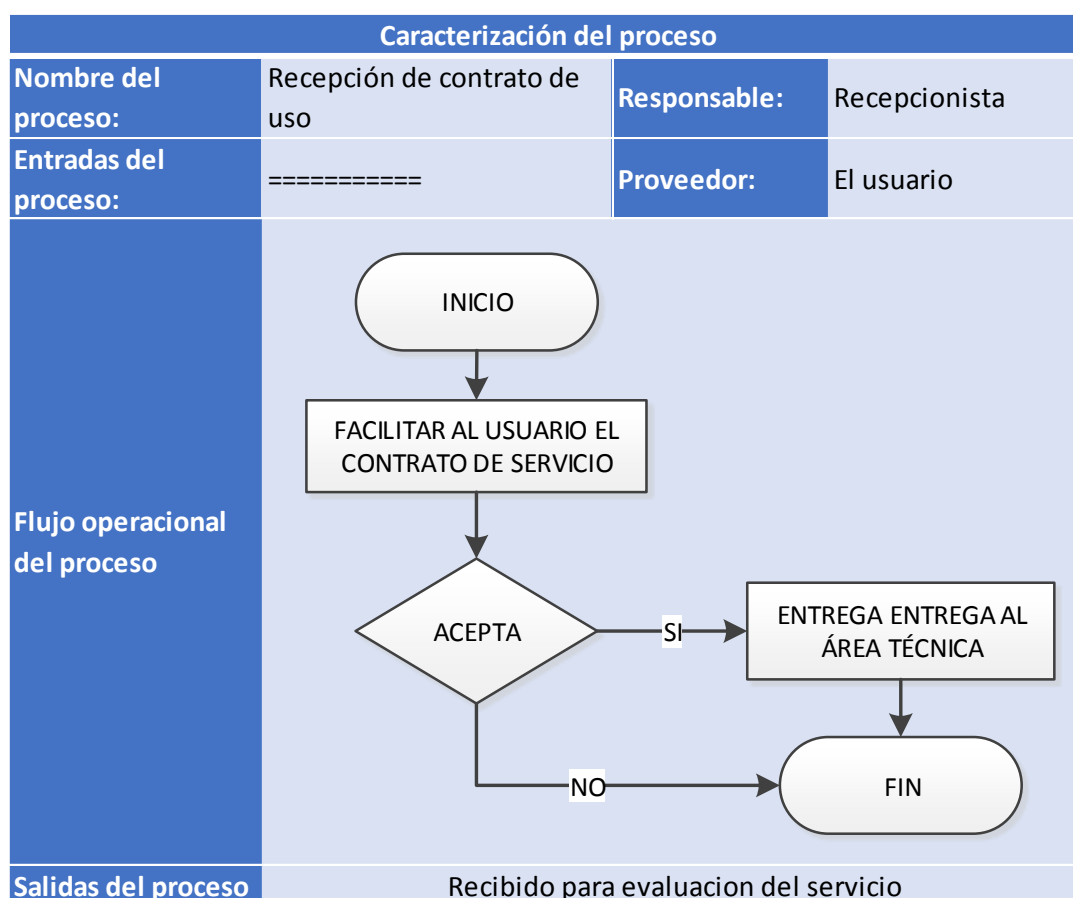 Caracterización del proceso
Nombre del
proceso:
Recepción de contrato de
uso
Responsable:
Recepcionista
Entradas del
proceso:
===========
Proveedor:
El usuario
Flujo operacional
del proceso
INICIO
FACILITAR AL USUARIO EL
CONTRATO DE SERVICIO
ACEPTA
SI
ENTREGA ENTREGA AL
ÁREA TÉCNICA
NO
FIN
Salidas del proceso
Recibido para evaluacion del servicio